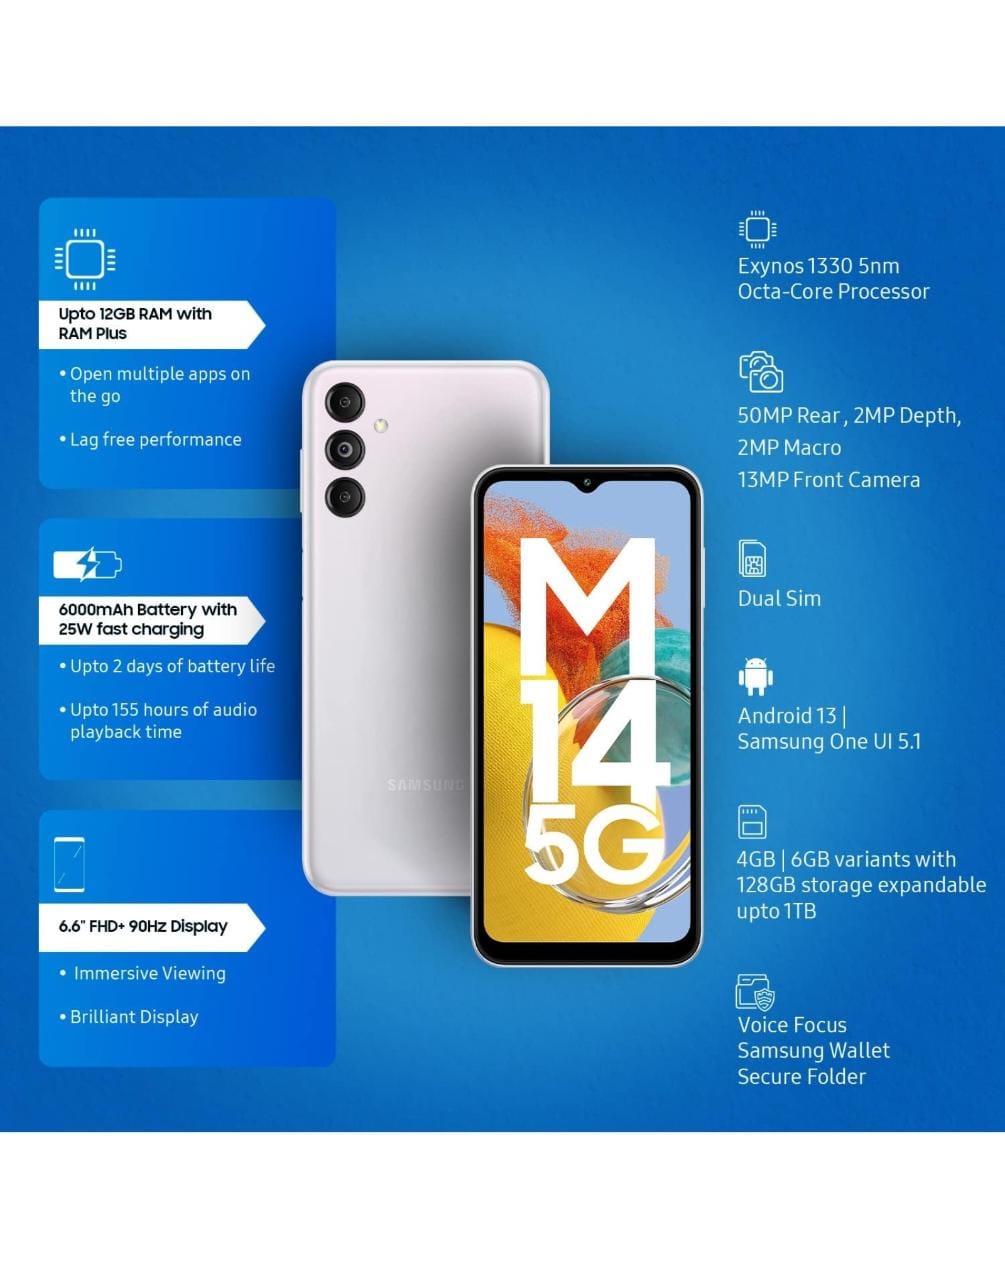 Upto 12GB RAM with
RAM Plus
• Open multiple apps on
the go
• Lag free performance
6000mAh Battery with
25W fast charging
• Upto 2 days of battery life
• Upto 155 hours of audio
playback time
6.6" FHD+ 90Hz Display
• Immersive Viewing
• Brilliant Display
SAMSUNG
M
14
5G
Exynos 1330 5nm
Octa-Core Processor
50MP Rear, 2MP Depth,
2MP Macro
13MP Front Camera
Dual Sim
Android 13 |
Samsung One UI 5.1
4GB | 6GB variants with
128GB storage expandable
upto 1TB
Voice Focus
Samsung Wallet
Secure Folder